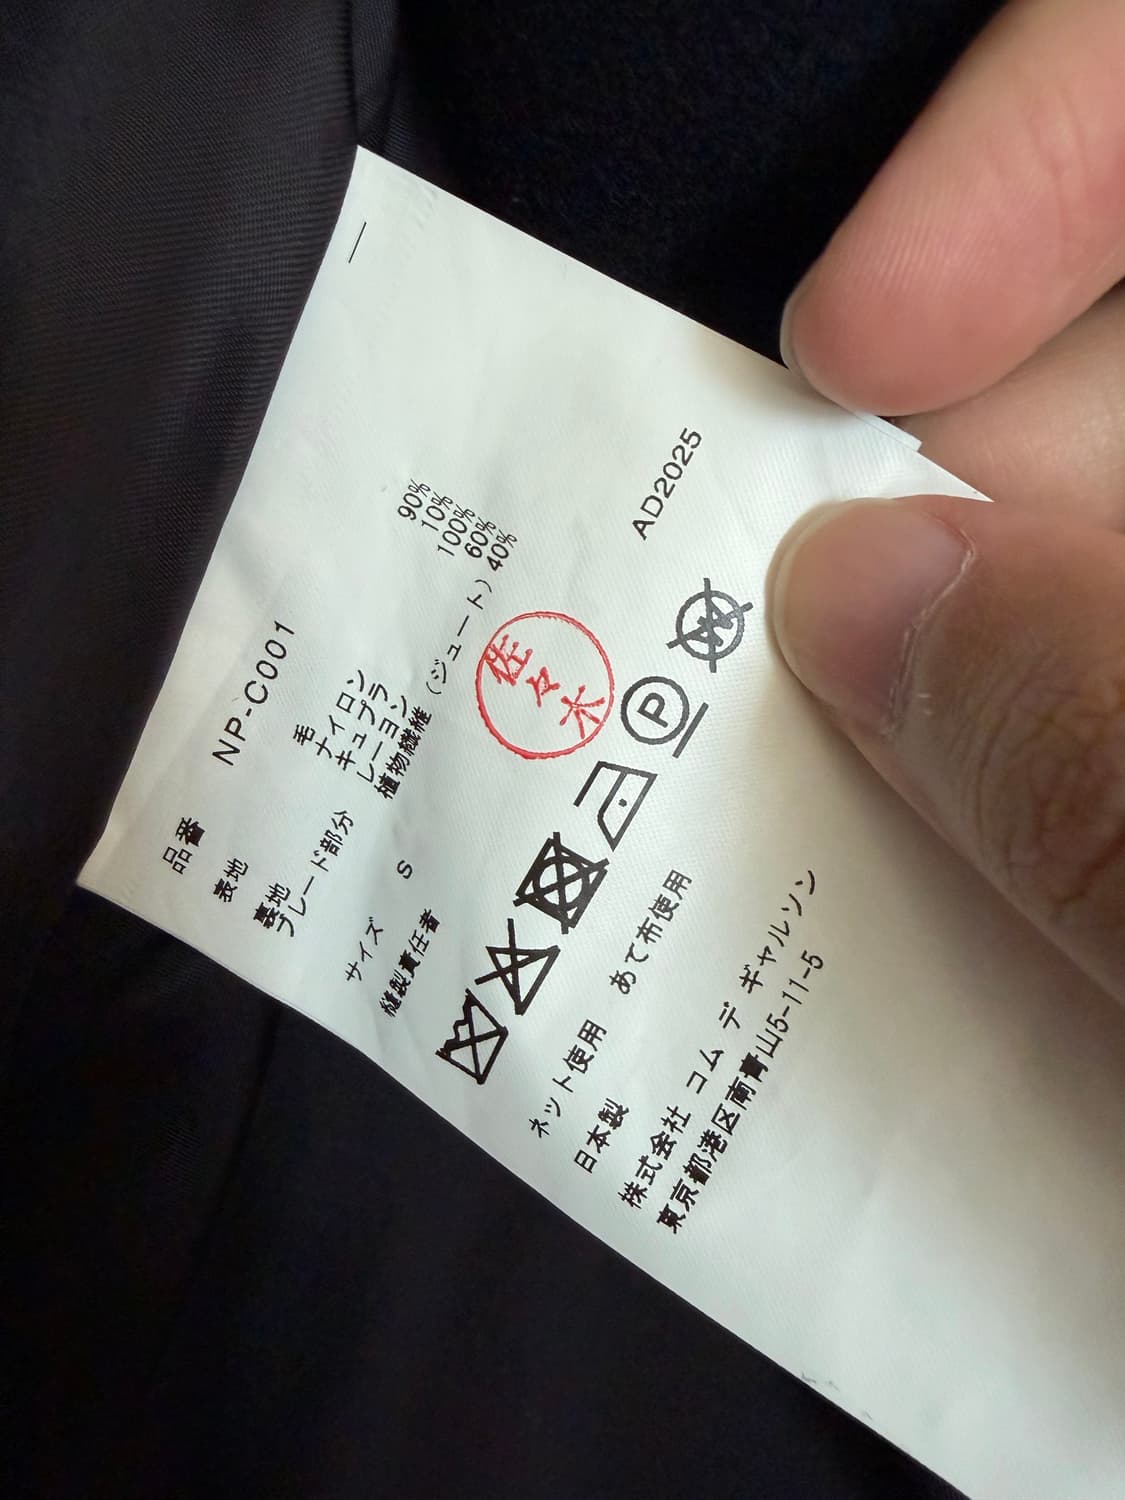 品番 NP-C001
表地 毛 90%
ナイロン 10%
裏地 キュプラ 100%
ブレード部分 レーヨン 60%
植物繊維(ジュート) 40%
サイズ S
縫製責任者 佐々木
P
W
AD2025
ネット使用 あて布使用
日本製
株式会社 コム デ ギャルソン
東京都港区南青山5-11-5